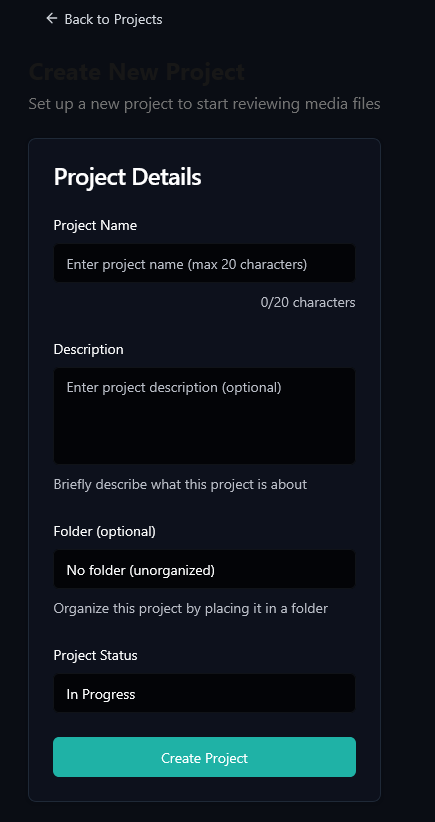 ← Back to Projects
Create New Project
Set up a new project to start reviewing media files
Project Details
Project Name
Enter project name (max 20 characters)
0/20 characters
Description
Enter project description (optional)
Briefly describe what this project is about
Folder (optional)
No folder (unorganized)
Organize this project by placing it in a folder
Project Status
In Progress
Create Project